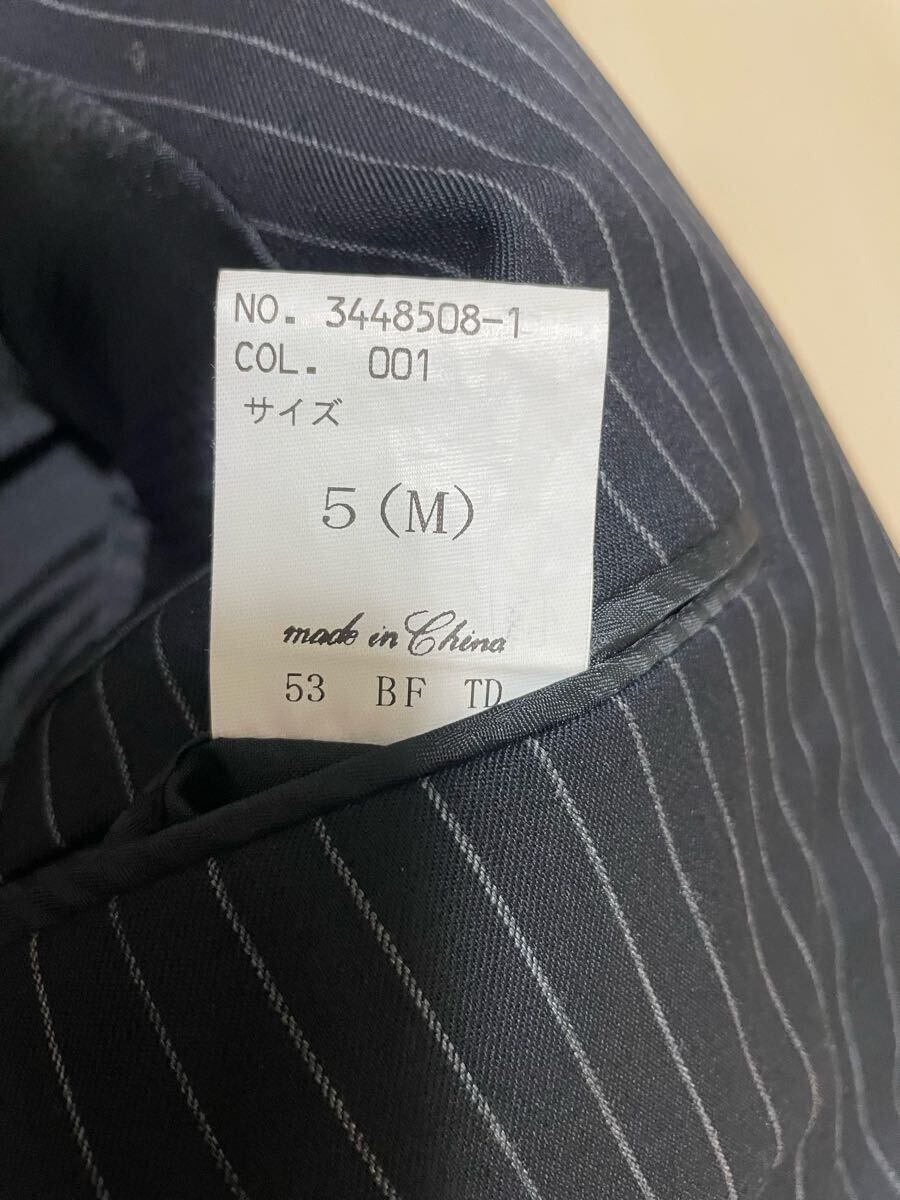 NO. 3448508-1
COL. 001
サイズ
5(M)
made in China
53 BF TD